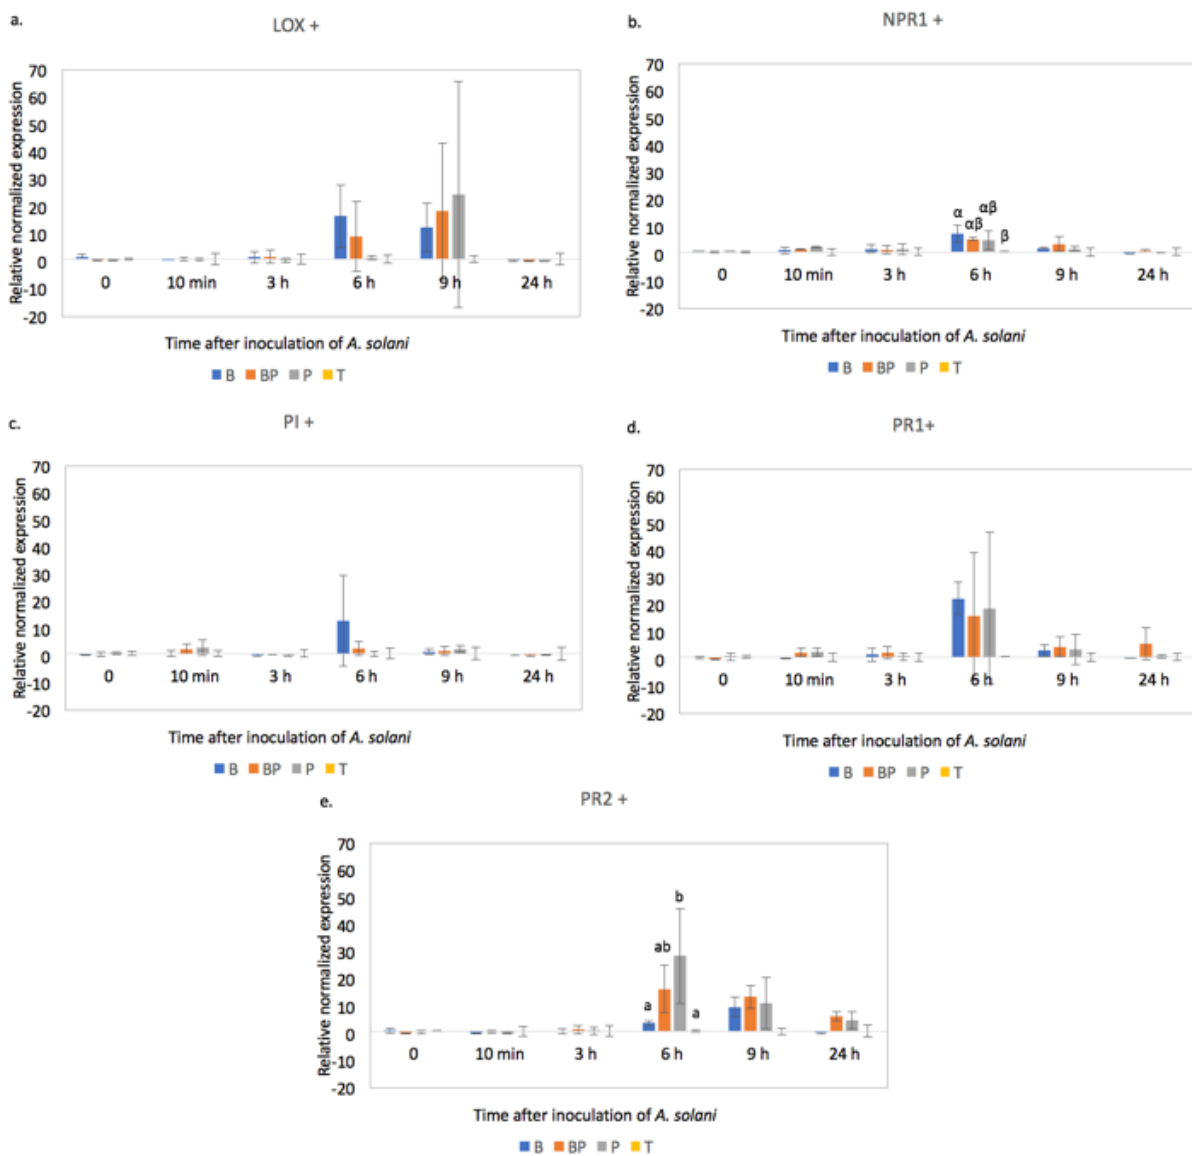 a.
LOX +
Relative normalized expression
70
60
50
40
30
20
10
0
-10
-20
0 10 min 3 h 6 h 9 h 24 h
Time after inoculation of A. solani
B BP P T
b.
NPR1 +
Relative normalized expression
70
60
50
40
30
20
10
0
-10
-20
α αβ αβ β
0 10 min 3 h 6 h 9 h 24 h
Time after inoculation of A. solani
B BP P T
c.
PI +
Relative normalized expression
70
60
50
40
30
20
10
0
-10
-20
0 10 min 3 h 6 h 9 h 24 h
Time after inoculation of A. solani
B BP P T
d.
PR1+
Relative normalized expression
70
60
50
40
30
20
10
0
-10
-20
0 10 min 3 h 6 h 9 h 24 h
Time after inoculation of A. solani
B BP P T
e.
PR2 +
Relative normalized expression
70
60
50
40
30
20
10
0
-10
-20
a ab b a
0 10 min 3 h 6 h 9 h 24 h
Time after inoculation of A. solani
B BP P T